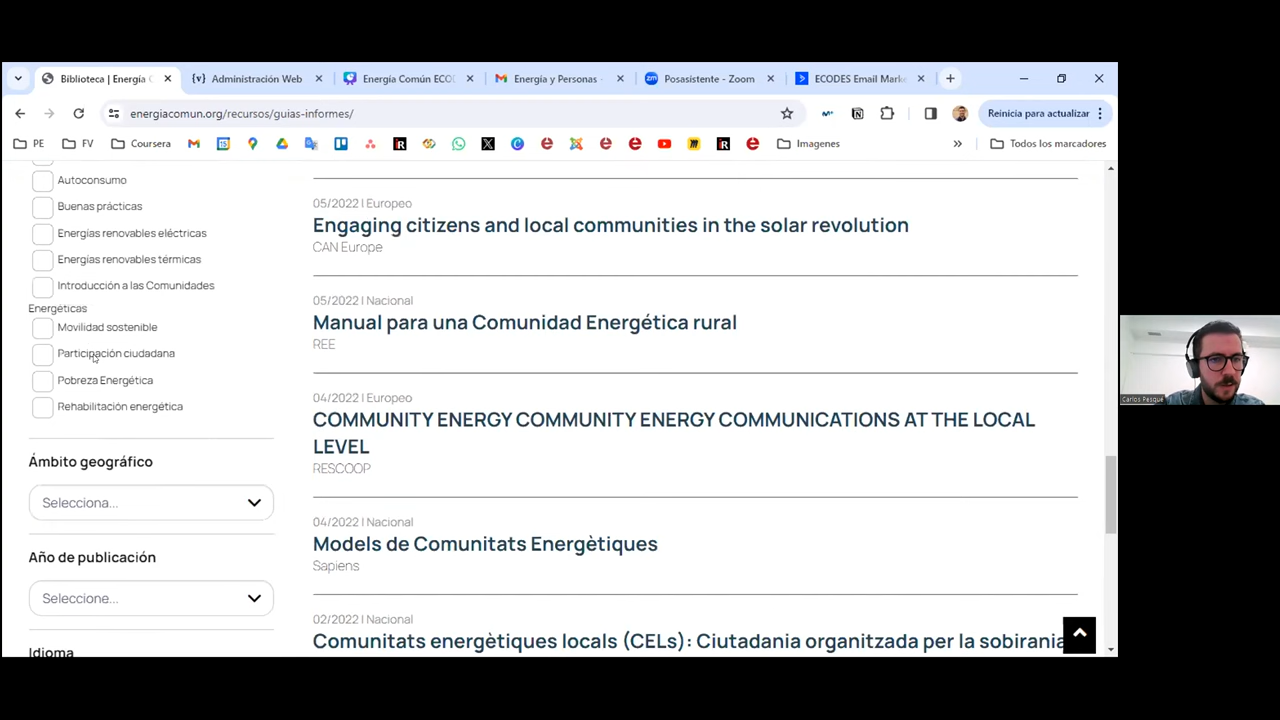 Biblioteca | Energía C
Administración Web
Energía Común ECO
Energía y Personas -
Posasistente - Zoom
ECODES Email Mark
energiacomun.org/recursos/guias-informes/
Reinicia para actualizar
PE
FV
Coursera
Imagenes
Todos los marcadores
Autoconsumo
Buenas prácticas
Energías renovables eléctricas
Energías renovables térmicas
Introducción a las Comunidades
Energéticas
Movilidad sostenible
Participación ciudadana
Pobreza Energética
Rehabilitación energética
Ámbito geográfico
Selecciona...
Año de publicación
Seleccione...
Idioma
05/2022 | Europeo
Engaging citizens and local communities in the solar revolution
CAN Europe
05/2022 | Nacional
Manual para una Comunidad Energética rural
REE
04/2022 | Europeo
COMMUNITY ENERGY COMMUNITY ENERGY COMMUNICATIONS AT THE LOCAL
LEVEL
RESCOOP
04/2022 | Nacional
Models de Comunitats Energètiques
Sapiens
02/2022 | Nacional
Comunitats energètiques locals (CELs): Ciutadania organitzada per la sobirania
Carlos Pesqué